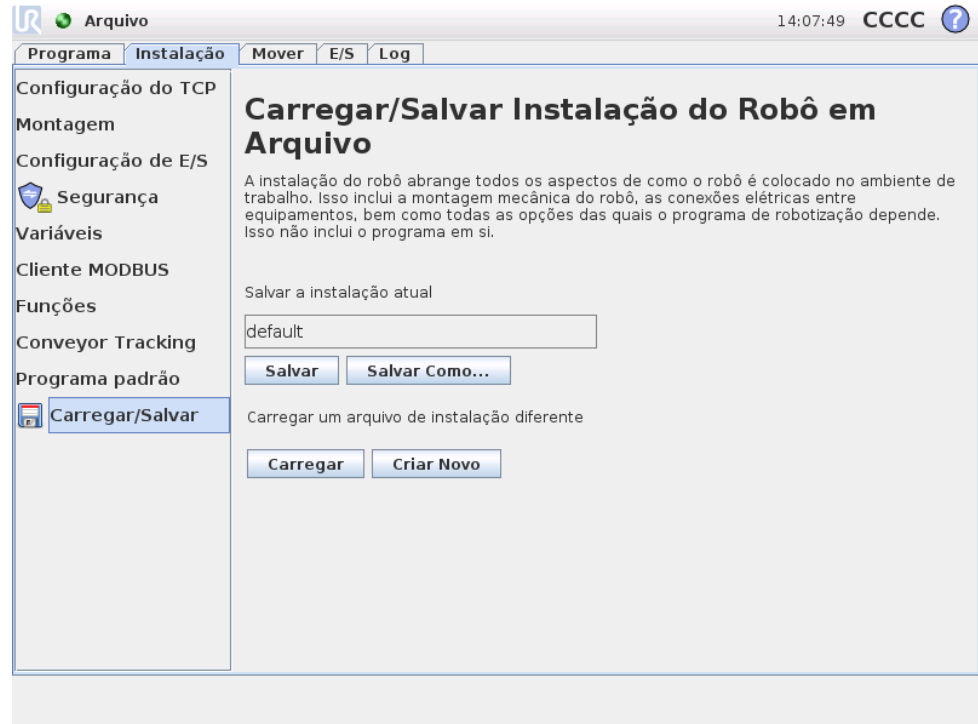 UR Arquivo 14:07:49 CCCC ?
Programa Instalação Mover E/S Log
Configuração do TCP
Montagem
Configuração de E/S
Segurança
Variáveis
Cliente MODBUS
Funções
Conveyor Tracking
Programa padrão
Carregar/Salvar
Carregar/Salvar Instalação do Robô em
Arquivo
A instalação do robô abrange todos os aspectos de como o robô é colocado no ambiente de
trabalho. Isso inclui a montagem mecânica do robô, as conexões elétricas entre
equipamentos, bem como todas as opções das quais o programa de robotização depende.
Isso não inclui o programa em si.
Salvar a instalação atual
default
Salvar Salvar Como...
Carregar um arquivo de instalação diferente
Carregar Criar Novo